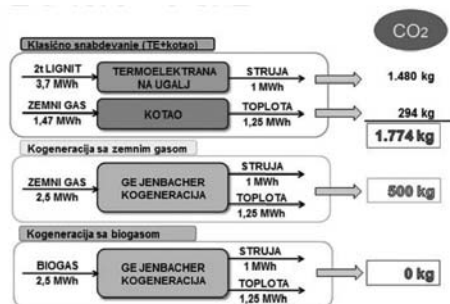 CO2
Klasično snabdevanje (TE+kotao)
2t LIGNIT
3,7 MWh
TERMOELEKTRANA
NA UGALJ
STRUJA
1 MWh
1.480 kg
ZEMNI GAS
1,47 MWh
KOTAO
TOPLOTA
1,25 MWh
294 kg
1.774 kg
Kogeneracija sa zemnim gasom
ZEMNI GAS
2,5 MWh
GE JENBACHER
KOGENERACIJA
STRUJA
1 MWh
TOPLOTA
1,25 MWh
500 kg
Kogeneracija sa biogasom
BIOGAS
2,5 MWh
GE JENBACHER
KOGENERACIJA
STRUJA
1 MWh
TOPLOTA
1,25 MWh
0 kg